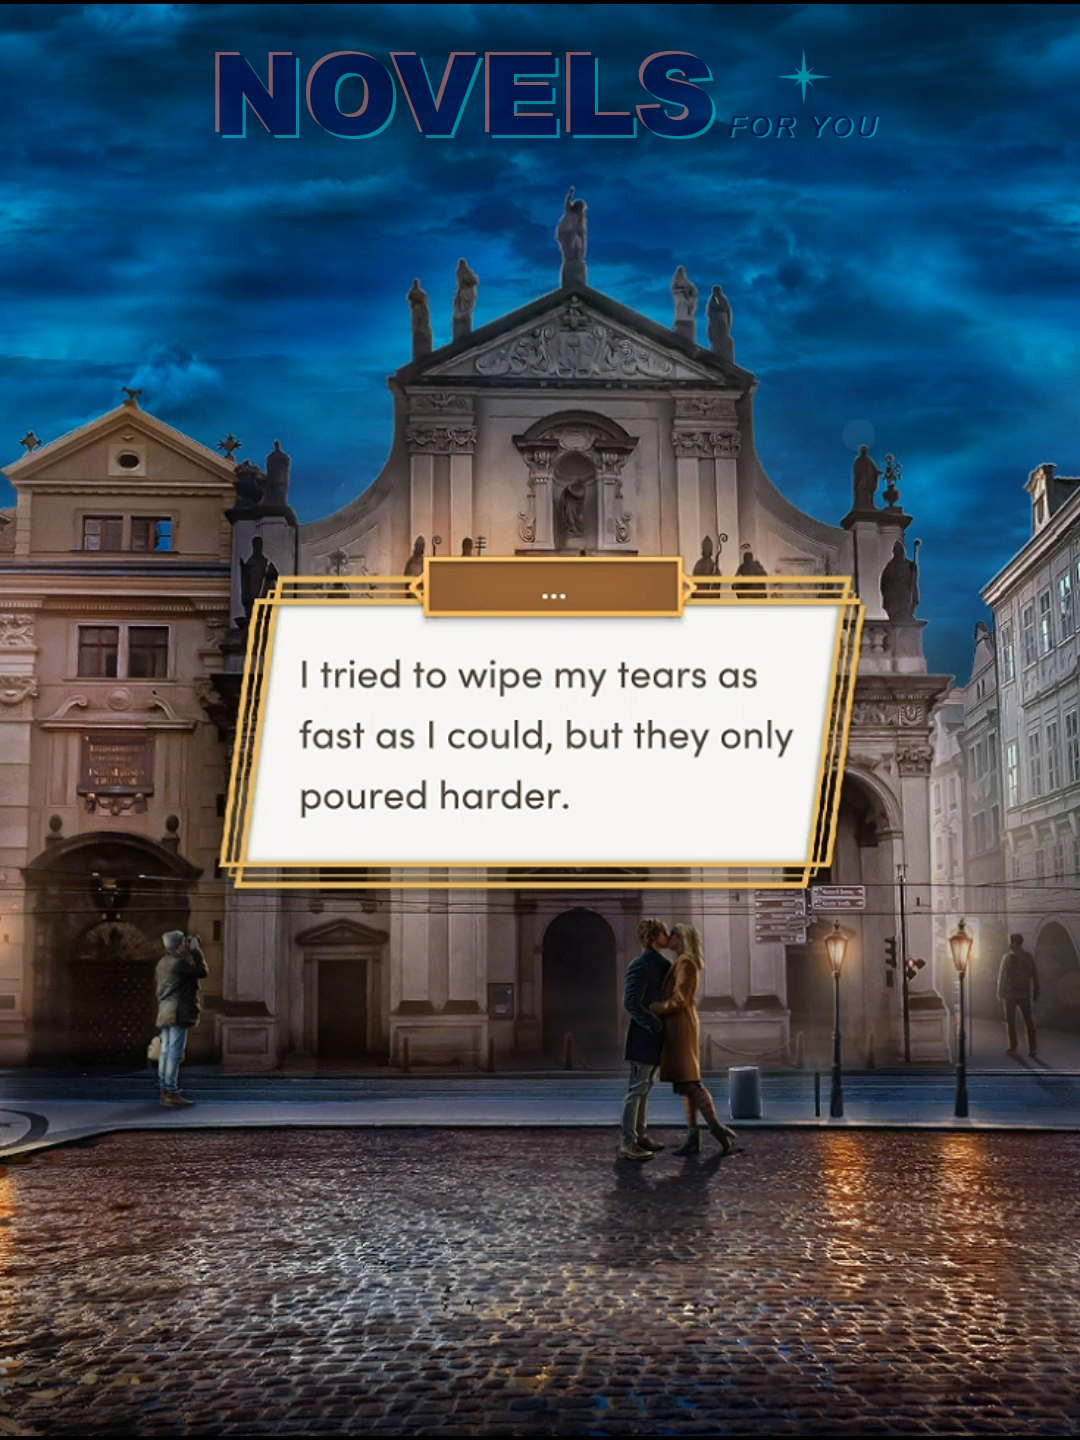 NOVELS
FOR YOU
...
I tried to wipe my tears as
fast as I could, but they only
poured harder.